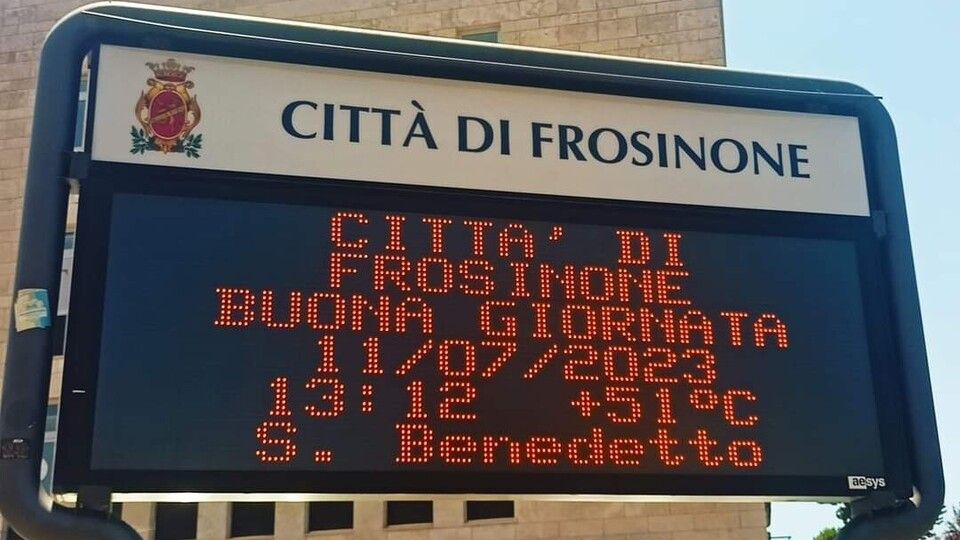 CITTÀ DI FROSINONE
CITTA' DI
FROSINONE
BUONA GIORNATA
11/07/2023
13:12 +51°C
S. Benedetto
aesys